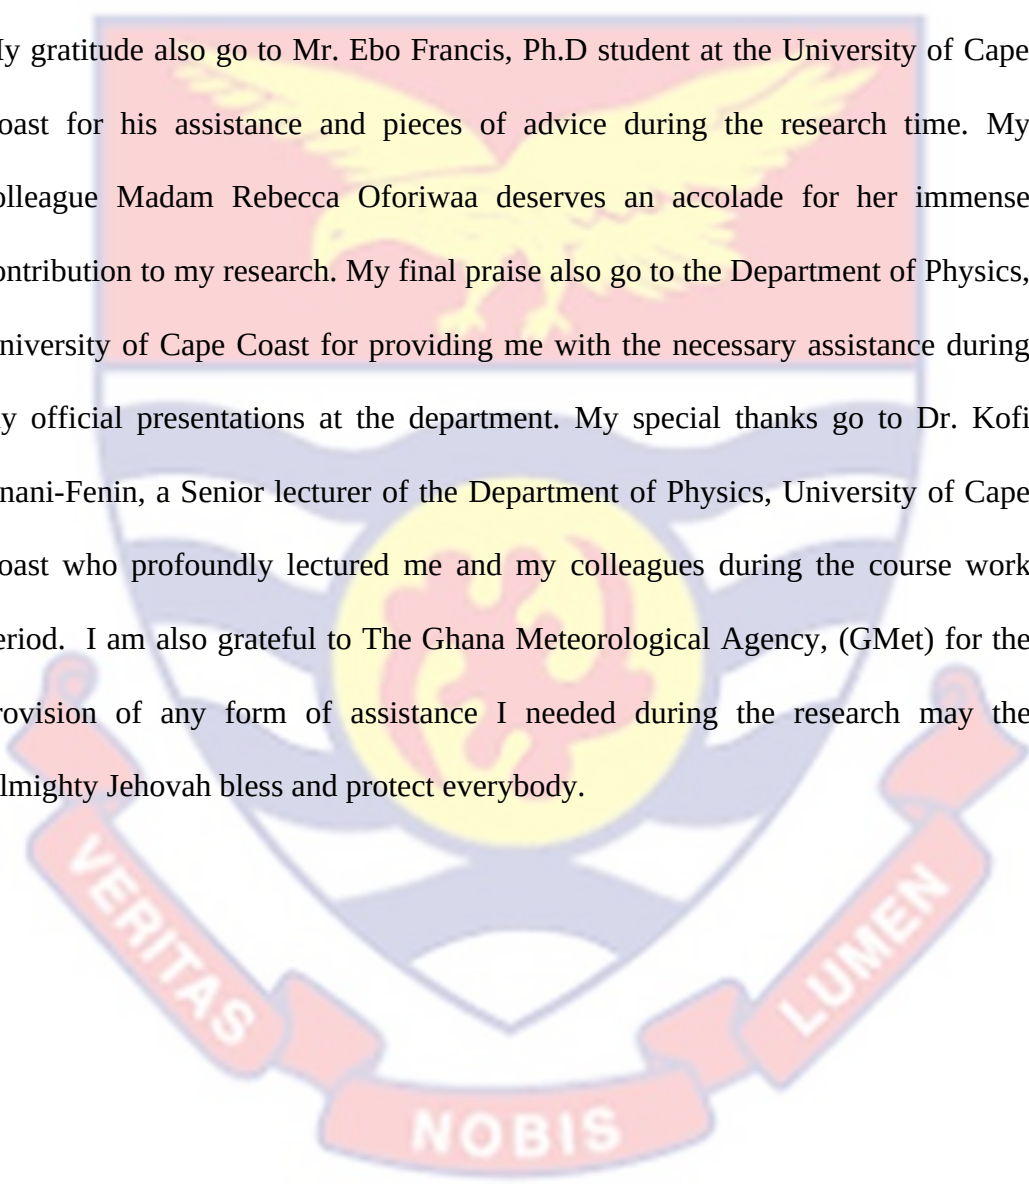 My gratitude also go to Mr. Ebo Francis, Ph.D student at the University of Cape
oast for his assistance and pieces of advice during the research time. My
olleague Madam Rebecca Oforiwaa deserves an accolade for her immense
ontribution to my research. My final praise also go to the Department of Physics,
niversity of Cape Coast for providing me with the necessary assistance during
y official presentations at the department. My special thanks go to Dr. Kofi
nani-Fenin, a Senior lecturer of the Department of Physics, University of Cape
oast who profoundly lectured me and my colleagues during the course work
eriod. I am also grateful to The Ghana Meteorological Agency, (GMet) for the
rovision of any form of assistance I needed during the research may the
lmighty Jehovah bless and protect everybody.
VERITAS
NOBIS
LUMEN